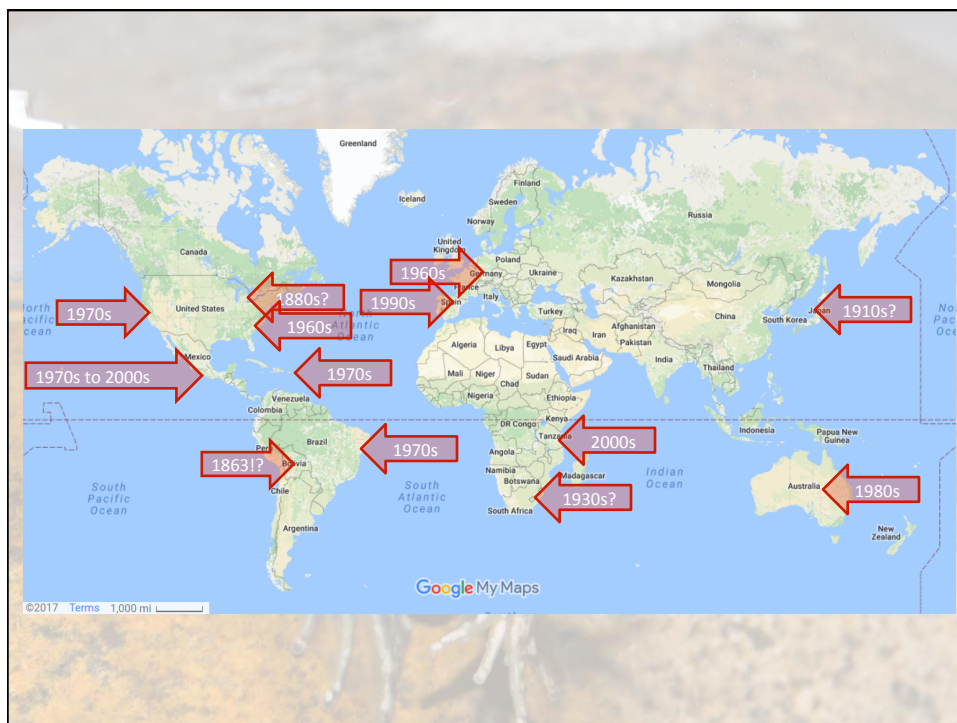 Greenland
Iceland
Finland
Sweden
Norway
Russia
United
Kingdom
Canada
Poland
Germany
Ukraine
Kazakhstan
Mongolia
France
Spain
Italy
Turkey
1960s
1990s
1880s?
1960s
North
Pacific
Ocean
1970s
United States
Atlantic
Ocean
China
South Korea
Japan
1910s?
Iraq
Iran
Afghanistan
Pakistan
India
Algeria
Libya
Egypt
Saudi Arabia
Mexico
1970s to 2000s
1970s
Mali
Niger
Sudan
Chad
Nigeria
Ethiopia
Thailand
Venezuela
Colombia
Kenya
DR Congo
Tanzania
2000s
Indonesia
Papua New
Guinea
Brazil
Bolivia
1970s
1863!?
Chile
Angola
Namibia
Botswana
Madagascar
Indian
Ocean
South
Pacific
Ocean
South
Atlantic
Ocean
1930s?
South Africa
Australia
1980s
Argentina
New
Zealand
Google My Maps
©2017 Terms 1,000 mi